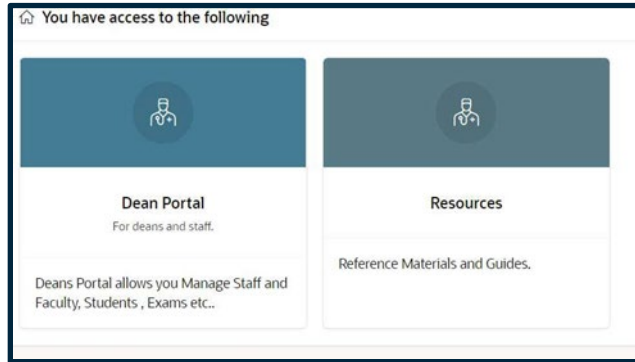 You have access to the following
Dean Portal
For deans and staff.
Deans Portal allows you Manage Staff and
Faculty, Students , Exams etc..
Resources
Reference Materials and Guides.